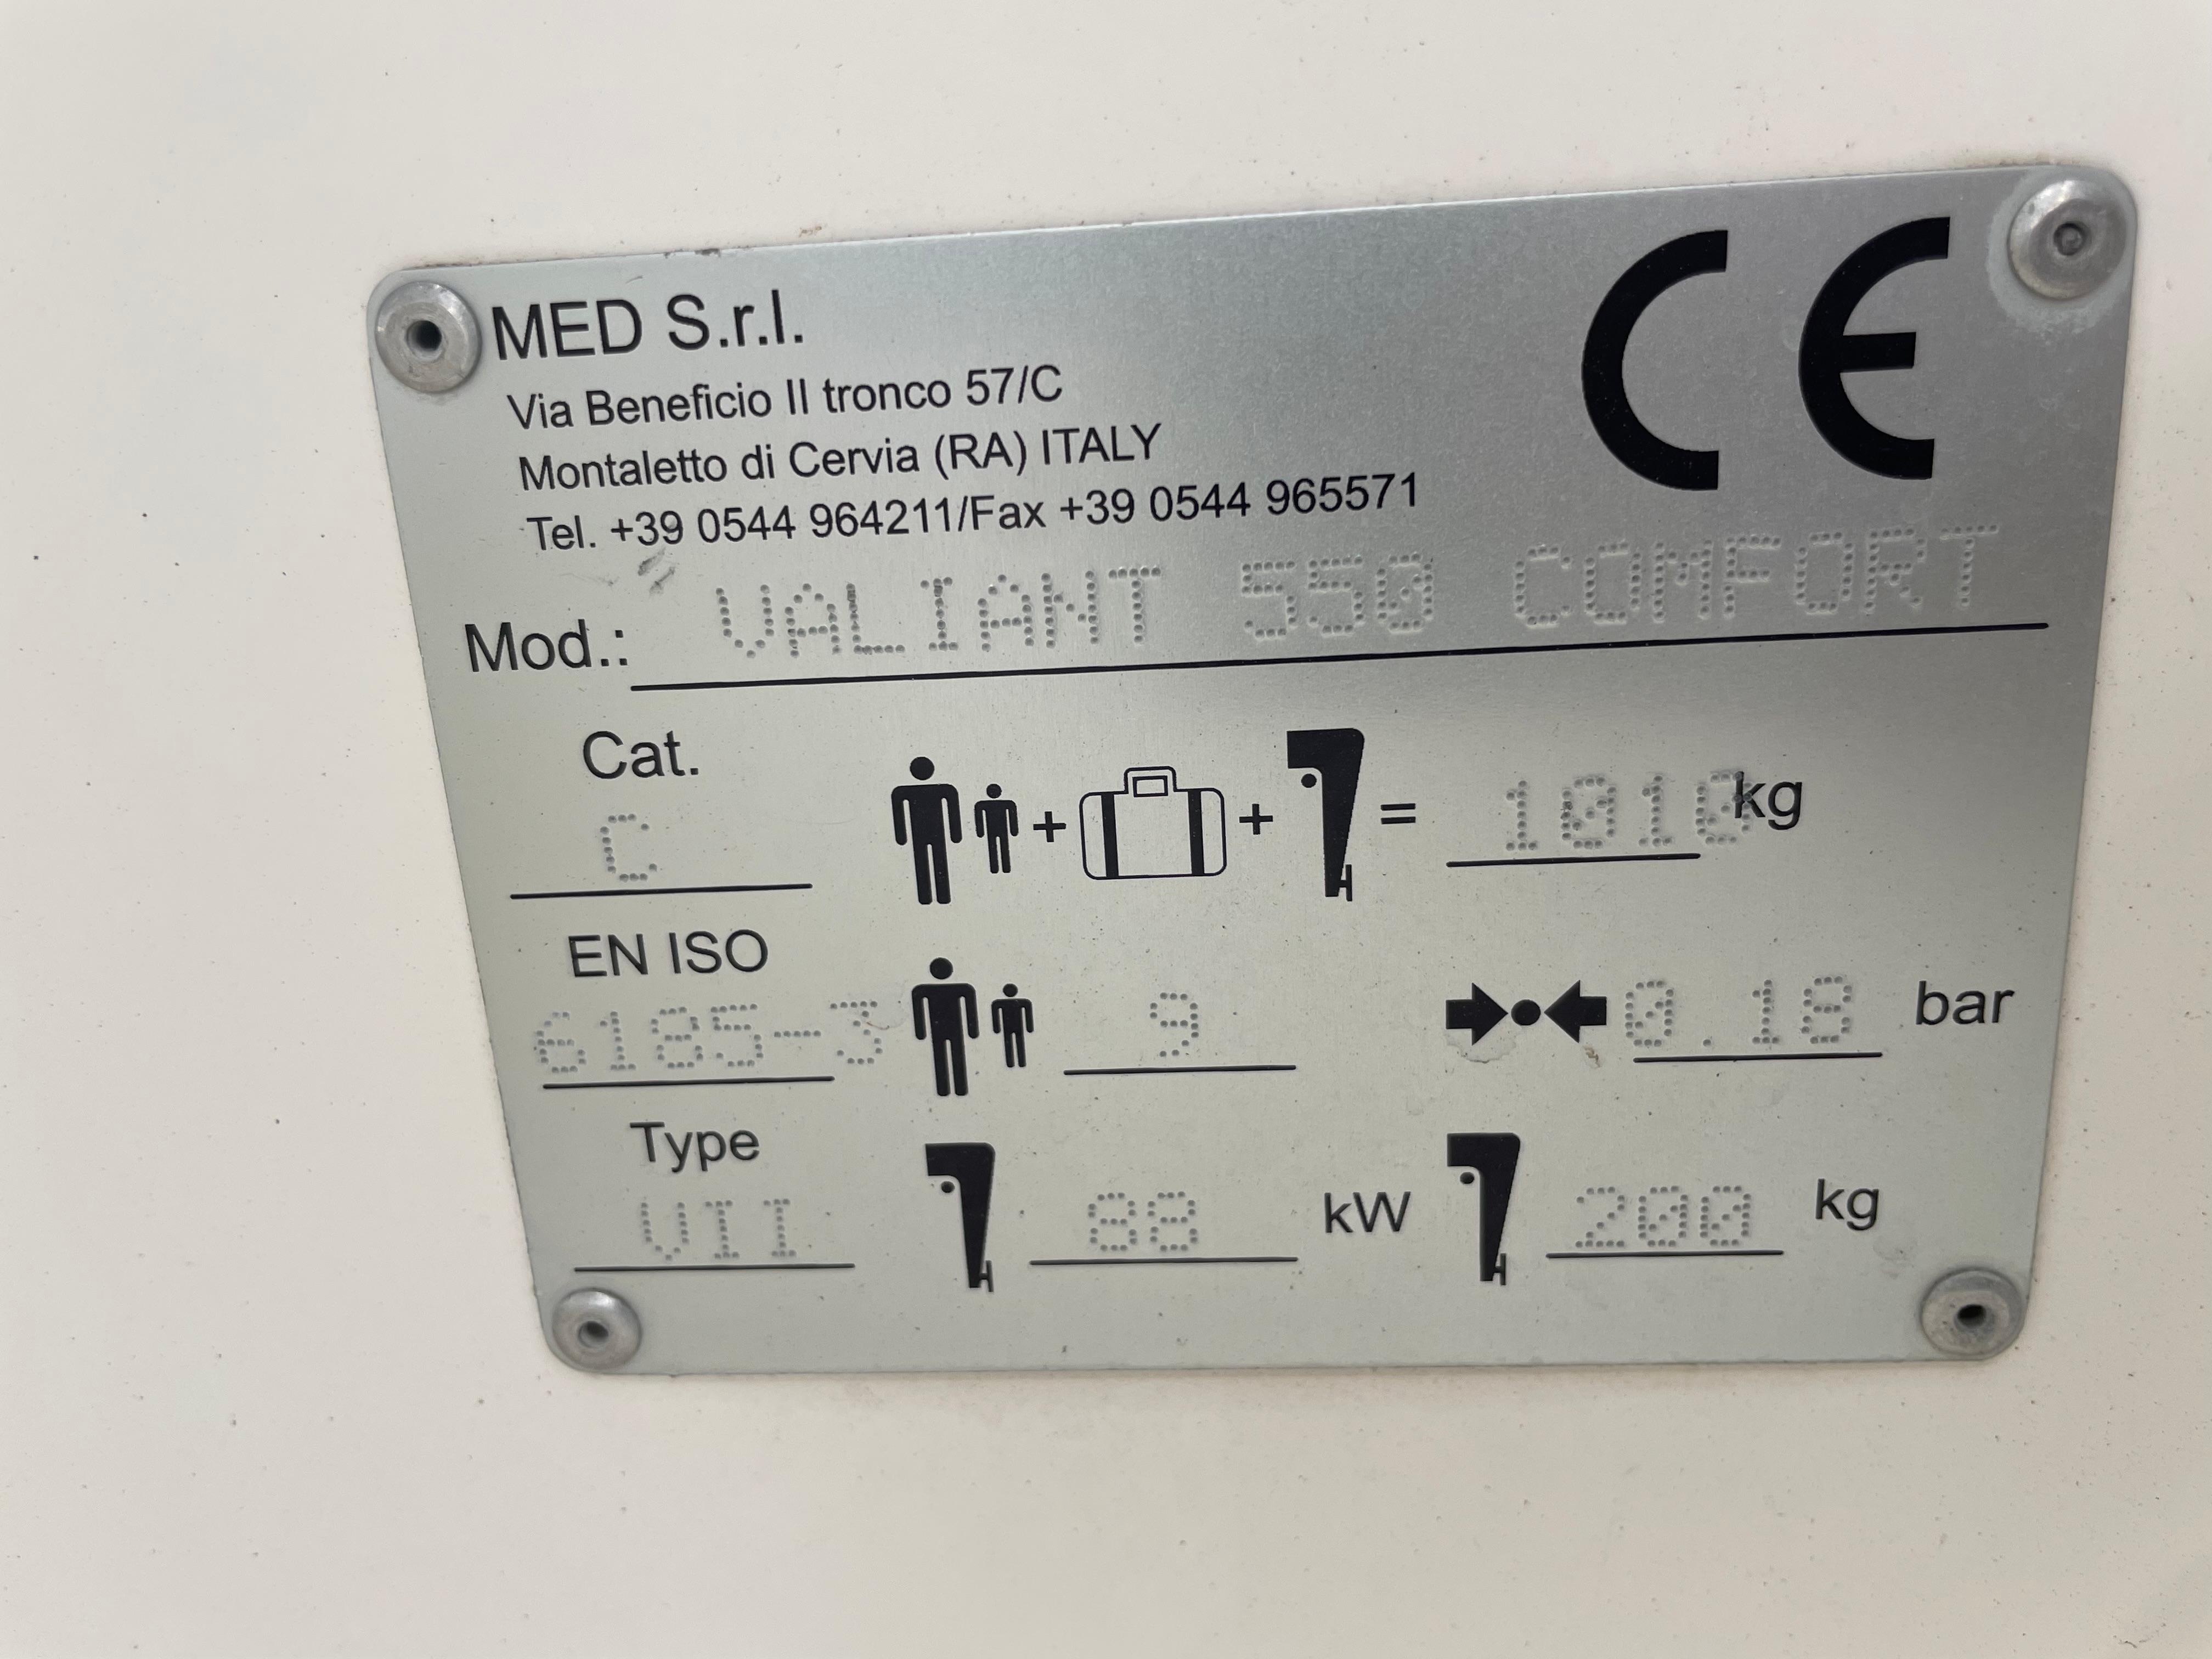 MED S.r.l.
CE
Via Beneficio II tronco 57/C
Montaletto di Cervia (RA) ITALY
Tel. +39 0544 964211/Fax +39 0544 965571
Mod.: VALIANT 550 COMFORT
Cat.
C
+ + = 1010 kg
EN ISO
6185-3
9
0.18 bar
Type
VII
88 kW
200 kg